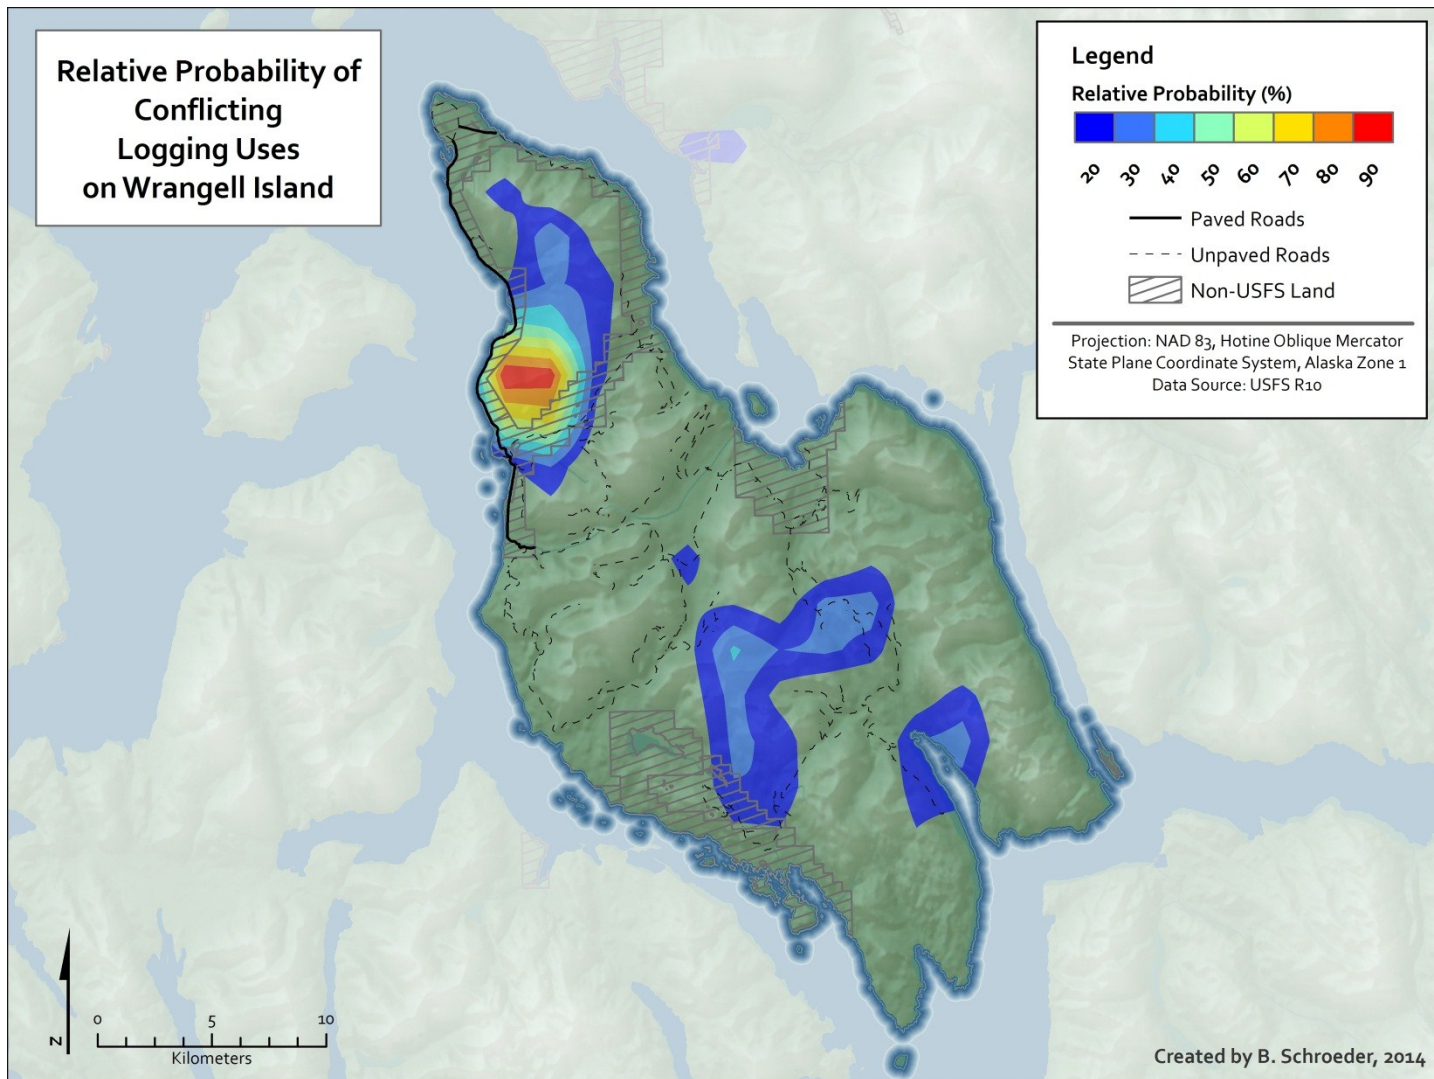 Relative Probability of
Conflicting
Logging Uses
on Wrangell Island
Legend
Relative Probability (%)
20 30 40 50 60 70 80 90
Paved Roads
Unpaved Roads
Non-USFS Land
Projection: NAD 83, Hotine Oblique Mercator
State Plane Coordinate System, Alaska Zone 1
Data Source: USFS R10
N
0 5 10
Kilometers
Created by B. Schroeder, 2014